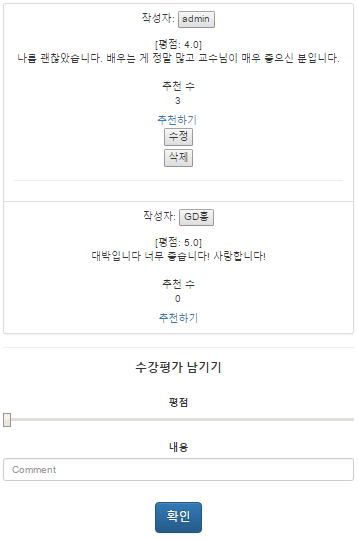 작성자: admin
[평점: 4.0]
나름 괜찮았습니다. 배우는 게 정말 많고 교수님이 매우 좋으신 분입니다.
추천 수
3
추천하기
수정
삭제
작성자: GD홍
[평점: 5.0]
대박입니다 너무 좋습니다! 사랑합니다!
추천 수
0
추천하기
수강평가 남기기
평점
내용
Comment
확인